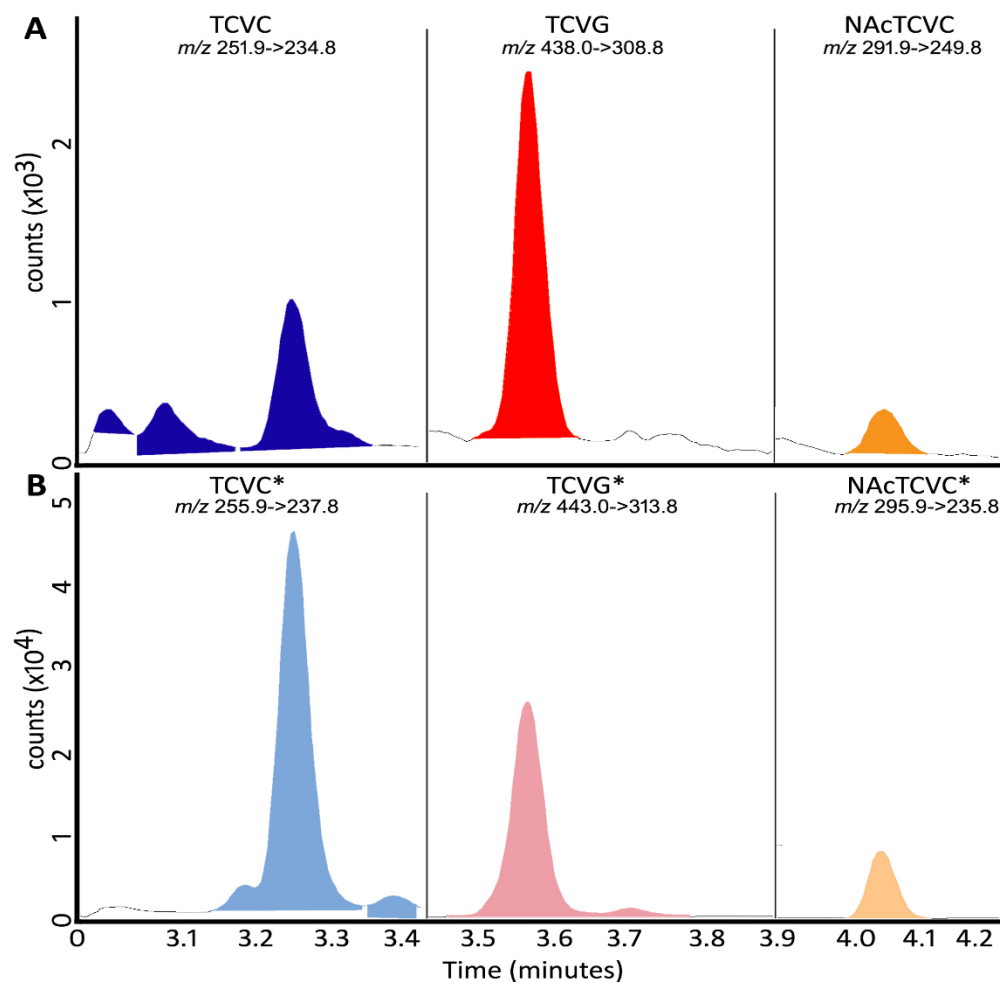 A
TCVC
m/z 251.9->234.8
TCVG
m/z 438.0->308.8
NAcTCVC
m/z 291.9->249.8
counts (x10³)
2
1
0
B
TCVC*
m/z 255.9->237.8
TCVG*
m/z 443.0->313.8
NAcTCVC*
m/z 295.9->235.8
counts (x10⁴)
5
4
3
2
1
0
0 3.1 3.2 3.3 3.4 3.5 3.6 3.7 3.8 3.9 4.0 4.1 4.2
Time (minutes)